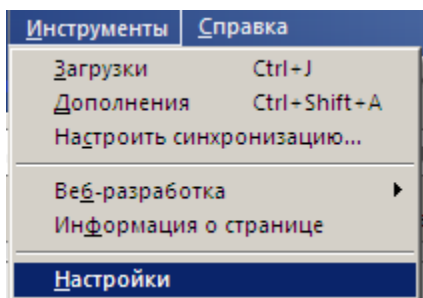 Инструменты Справка
Загрузки Ctrl+J
Дополнения Ctrl+Shift+A
Настроить синхронизацию...
Веб-разработка
Информация о странице
Настройки